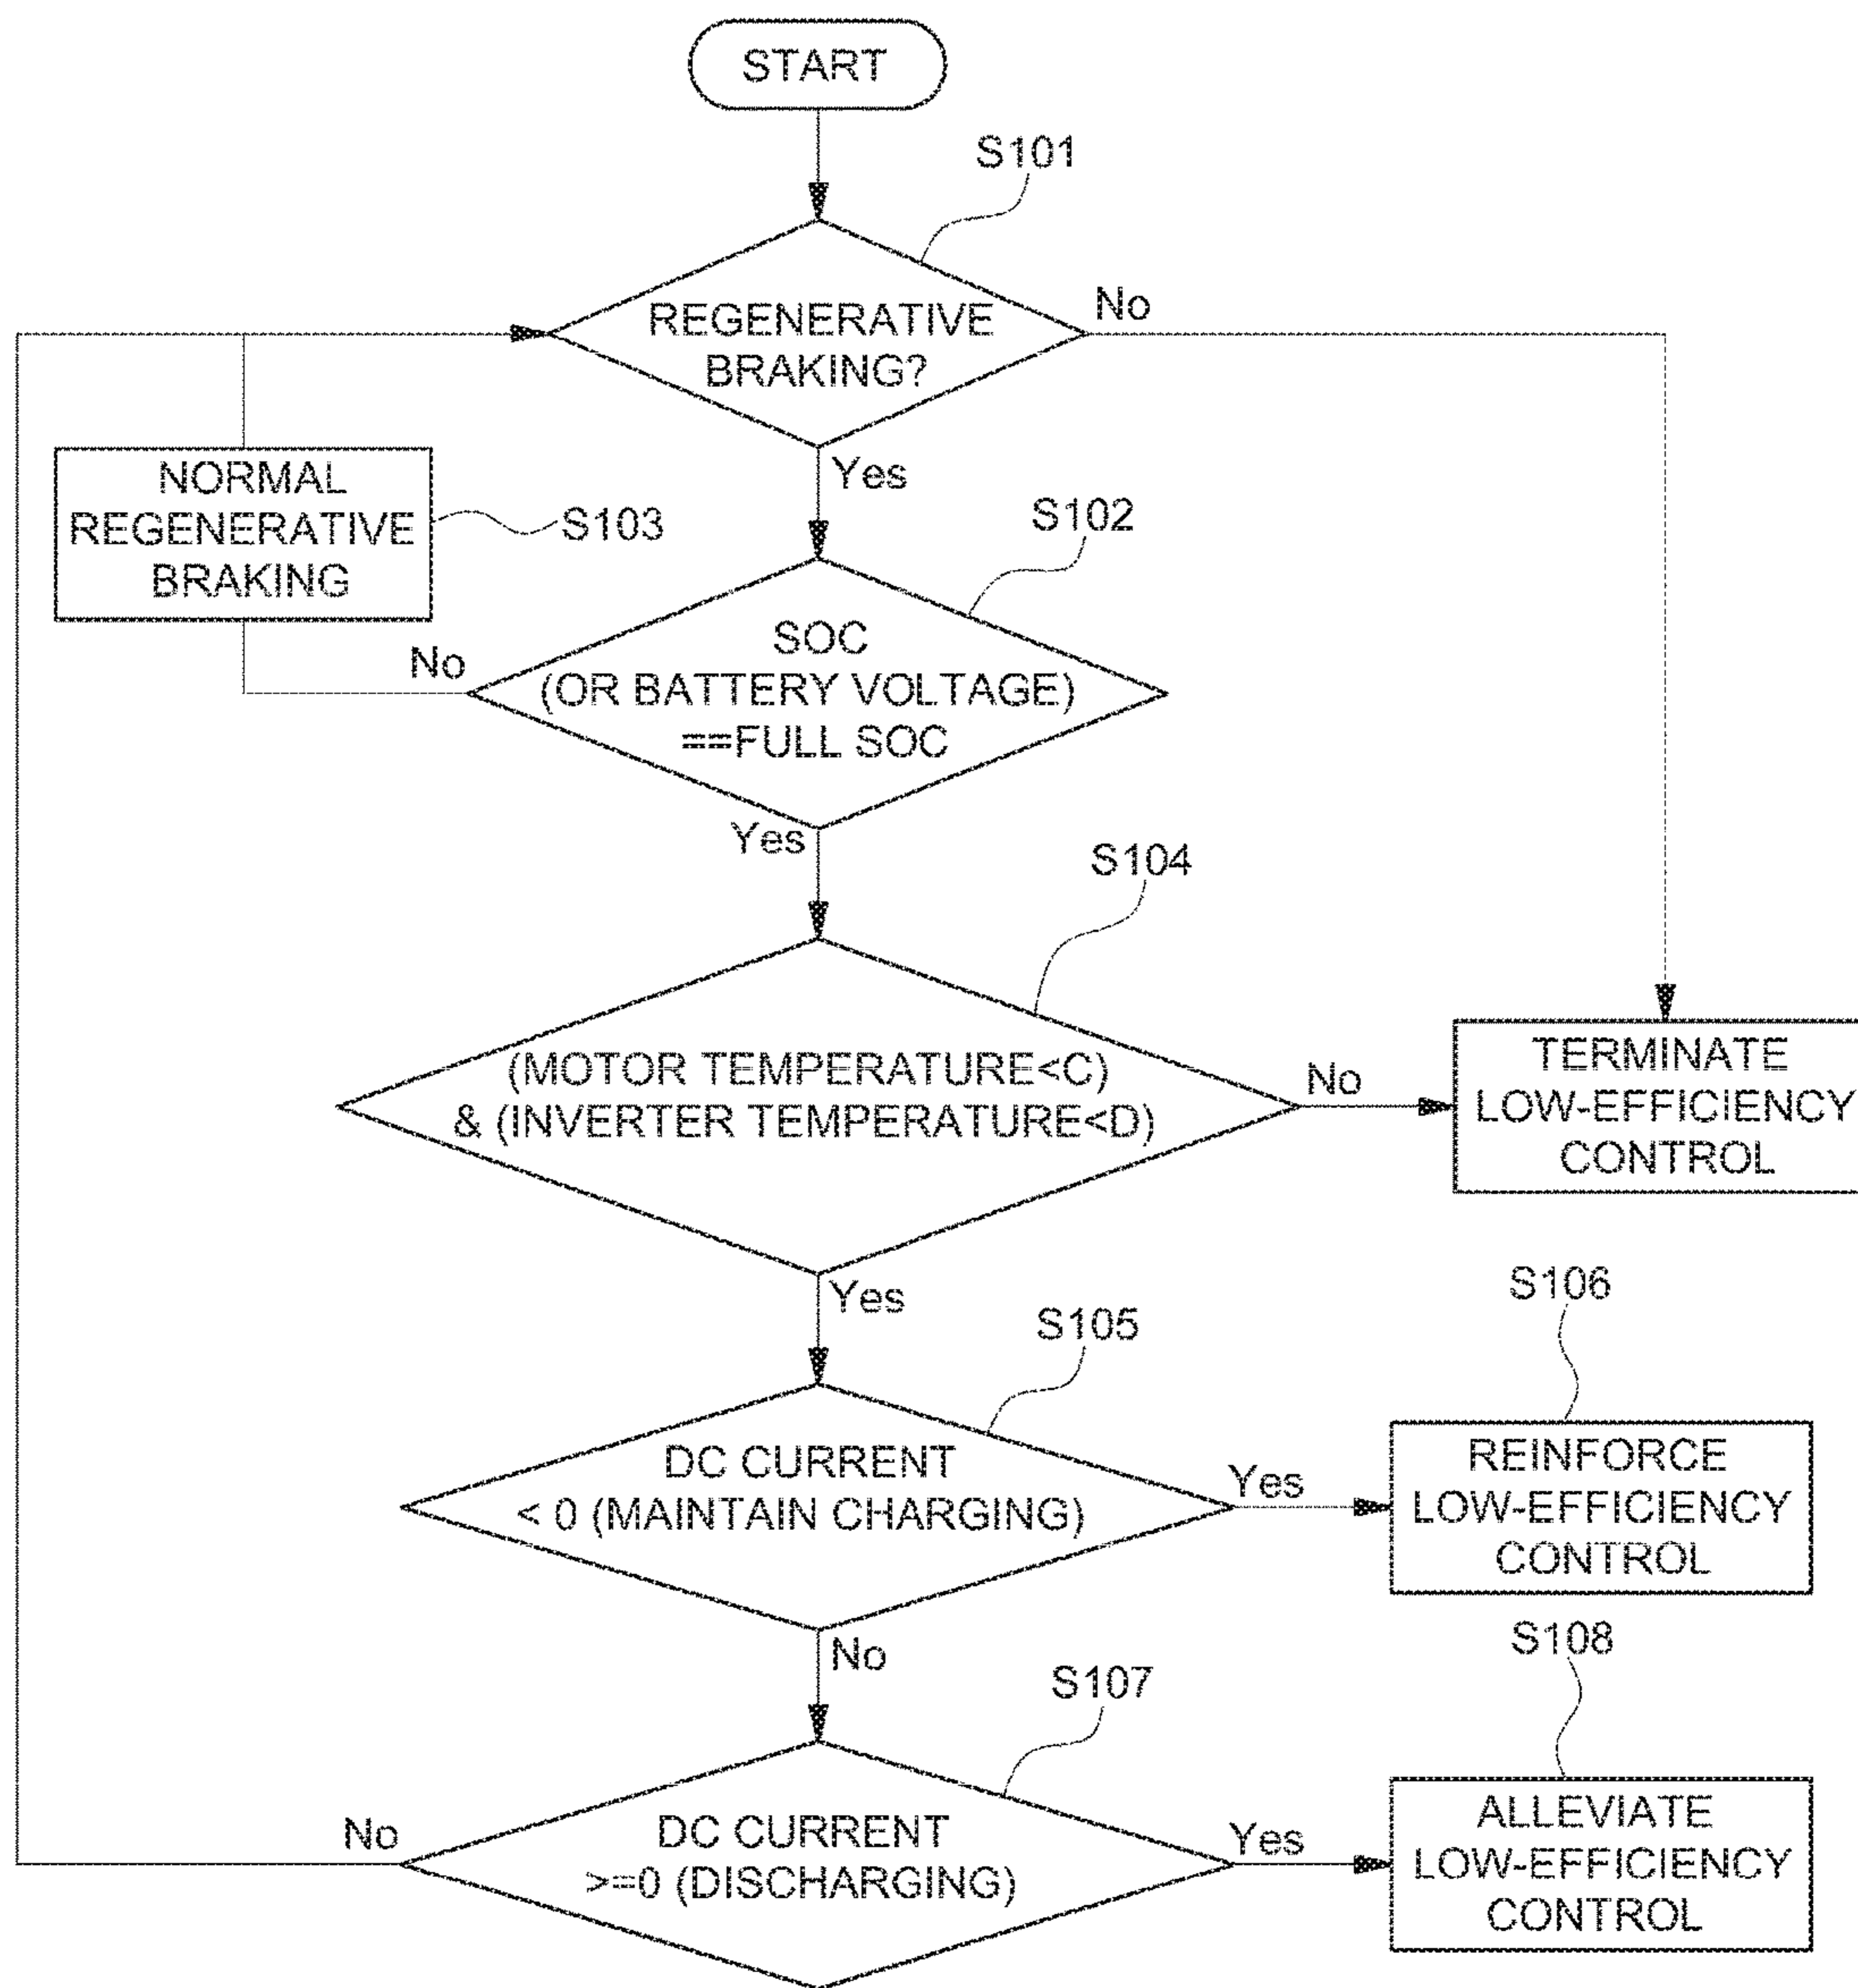 START
S101
REGENERATIVE
BRAKING?
No
Yes
NORMAL
REGENERATIVE
BRAKING
S103
S102
SOC
(OR BATTERY VOLTAGE)
==FULL SOC
No
Yes
S104
(MOTOR TEMPERATURE<C)
& (INVERTER TEMPERATURE<D)
No
TERMINATE
LOW-EFFICIENCY
CONTROL
Yes
S105
S106
DC CURRENT
< 0 (MAINTAIN CHARGING)
Yes
REINFORCE
LOW-EFFICIENCY
CONTROL
No
S107
S108
No
DC CURRENT
>=0 (DISCHARGING)
Yes
ALLEVIATE
LOW-EFFICIENCY
CONTROL